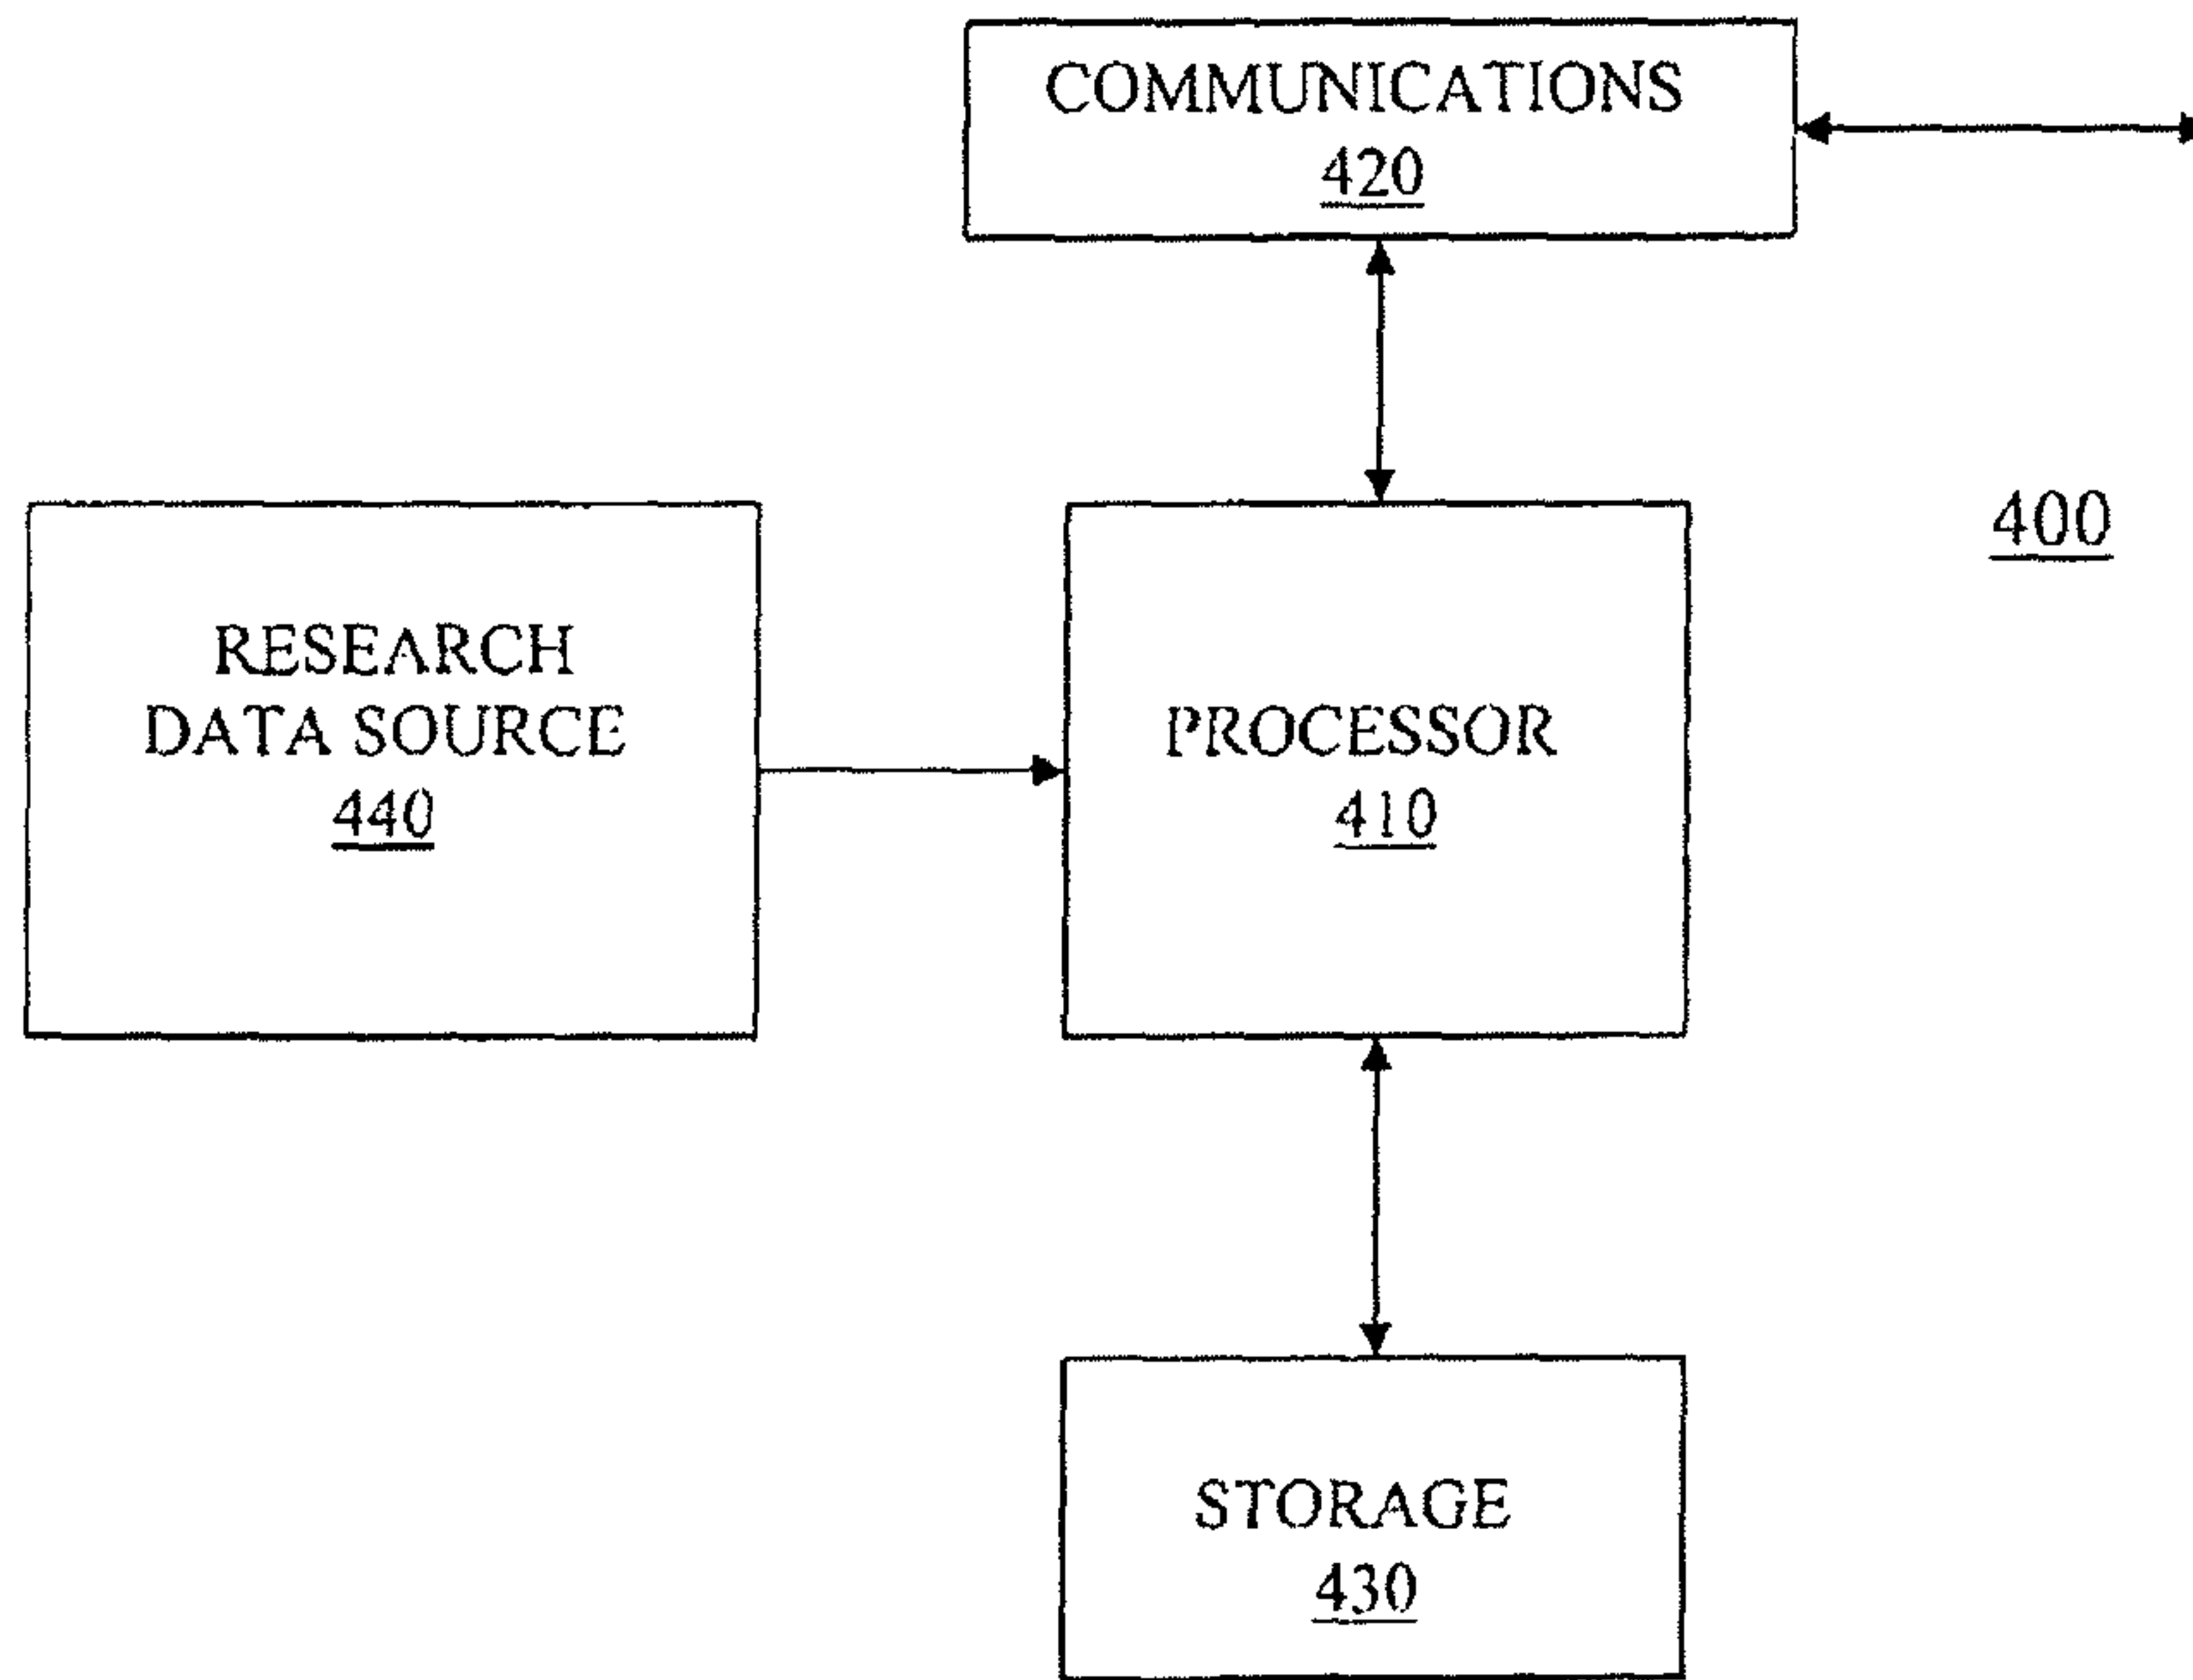 COMMUNICATIONS
420
400
RESEARCH
DATA SOURCE
440
PROCESSOR
410
STORAGE
430